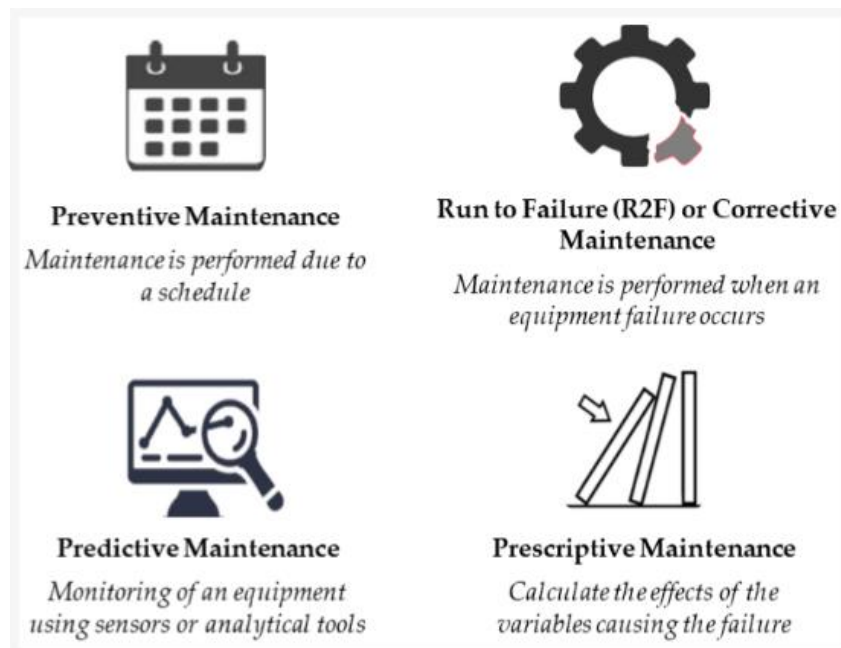 Preventive Maintenance
Maintenance is performed due to
a schedule
Run to Failure (R2F) or Corrective
Maintenance
Maintenance is performed when an
equipment failure occurs
Predictive Maintenance
Monitoring of an equipment
using sensors or analytical tools
Prescriptive Maintenance
Calculate the effects of the
variables causing the failure